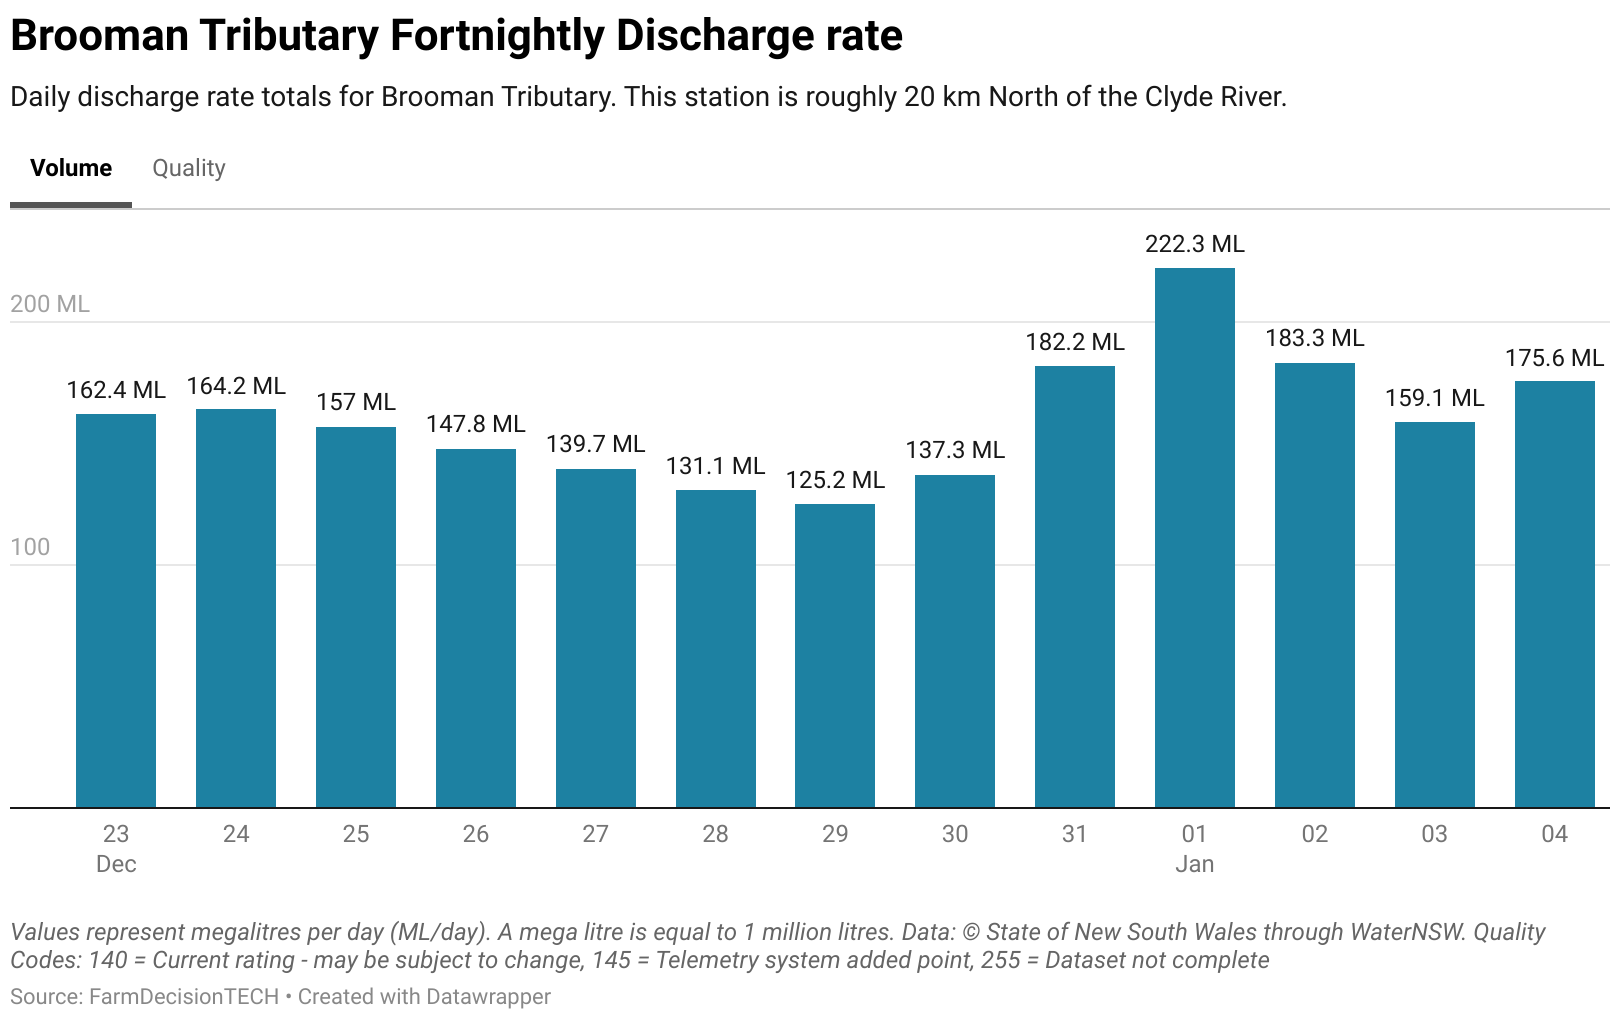 Brooman Tributary Fortnightly Discharge rate
Daily discharge rate totals for Brooman Tributary. This station is roughly 20 km North of the Clyde River.
Volume Quality
222.3 ML
200 ML
182.2 ML 183.3 ML
175.6 ML
162.4 ML 164.2 ML
157 ML 159.1 ML
147.8 ML
139.7 ML 137.3 ML
131.1 ML
125.2 ML
100
23 24 25 26 27 28 29 30 31 01 02 03 04
Dec Jan
Values represent megalitres per day (ML/day). A mega litre is equal to 1 million litres. Data: © State of New South Wales through WaterNSW. Quality
Codes: 140 = Current rating - may be subject to change, 145 = Telemetry system added point, 255 = Dataset not complete
Source: FarmDecisionTECH • Created with Datawrapper